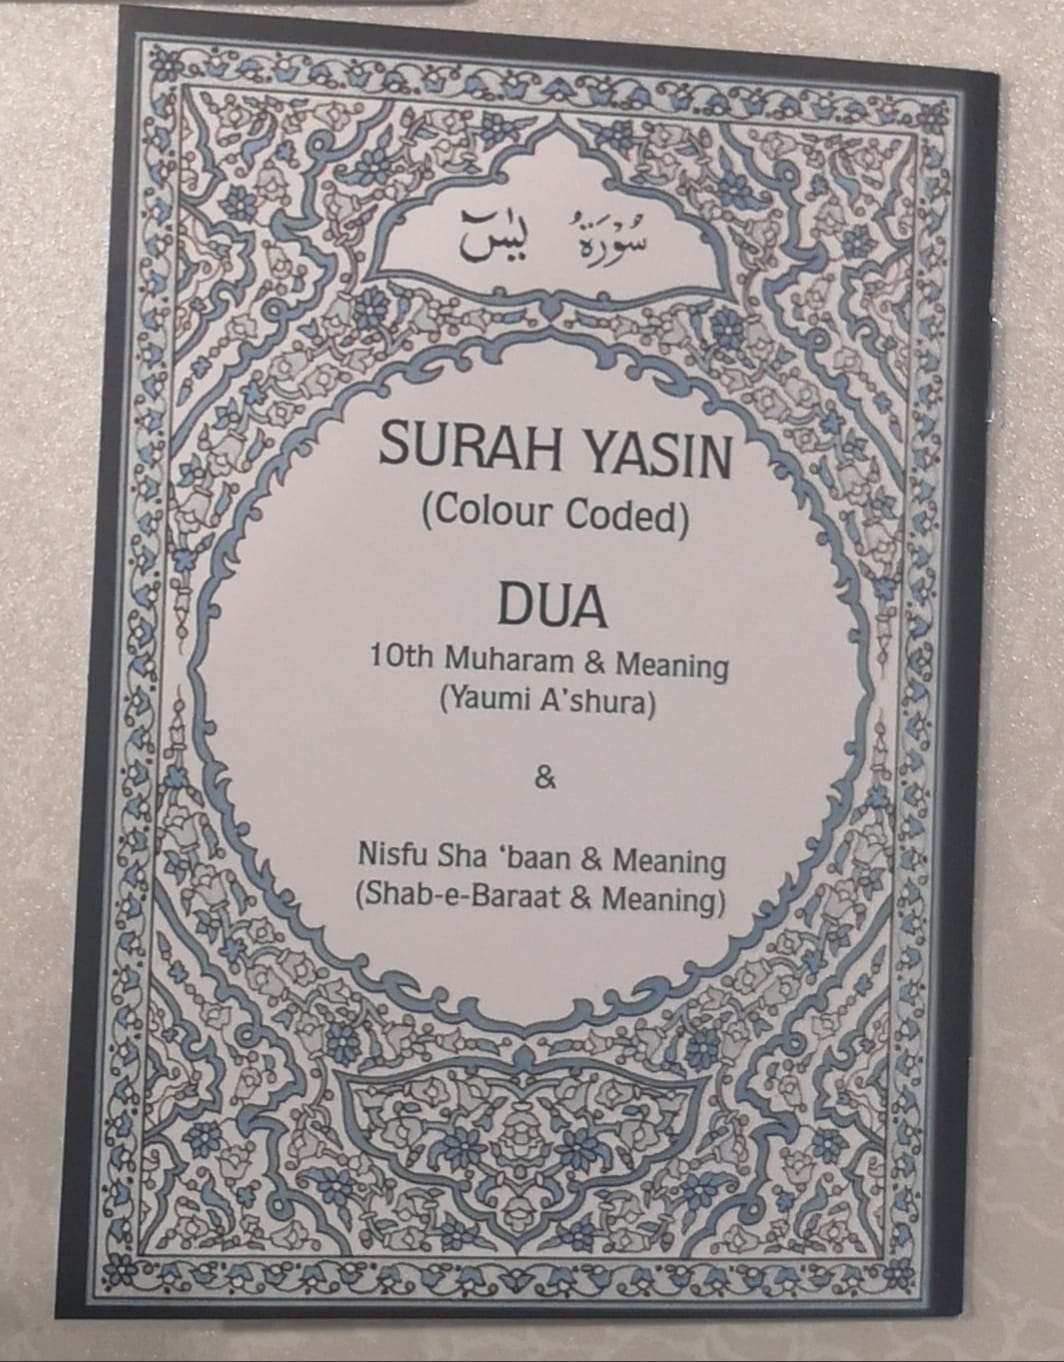 سُوْرَةُ يٰسٓ
SURAH YASIN
(Colour Coded)
DUA
10th Muharam & Meaning
(Yaumi A'shura)
&
Nisfu Sha ‘baan & Meaning
(Shab-e-Baraat & Meaning)